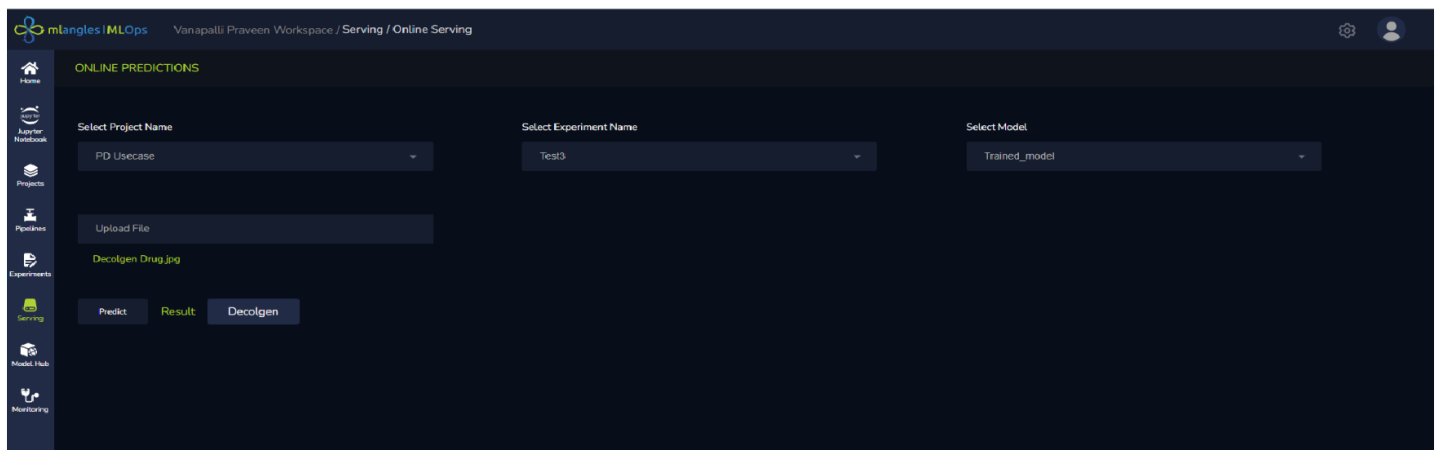 mlangles | MLOps Vanapalli Praveen Workspace / Serving / Online Serving
Home
ONLINE PREDICTIONS
Jupyter
Jupyter
Notebook
Select Project Name Select Experiment Name Select Model
PD Usecase Test3 Trained_model
Projects
Pipelines
Upload File
Decolgen Drug.jpg
Experiments
Serving
Predict Result Decolgen
Model Hub
Monitoring